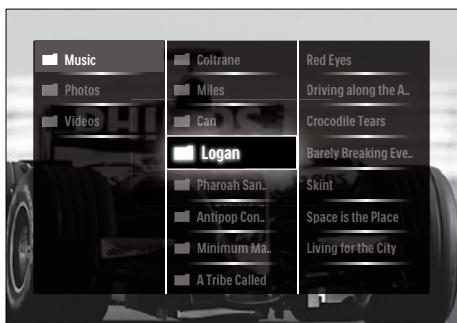 Music
Photos
Videos
Coltrane
Miles
Can
Logan
Pharoah San..
Antipop Con..
Minimum Ma..
A Tribe Called
Red Eyes
Driving along the A..
Crocodile Tears
Barely Breaking Eve..
Skint
Space is the Place
Living for the City